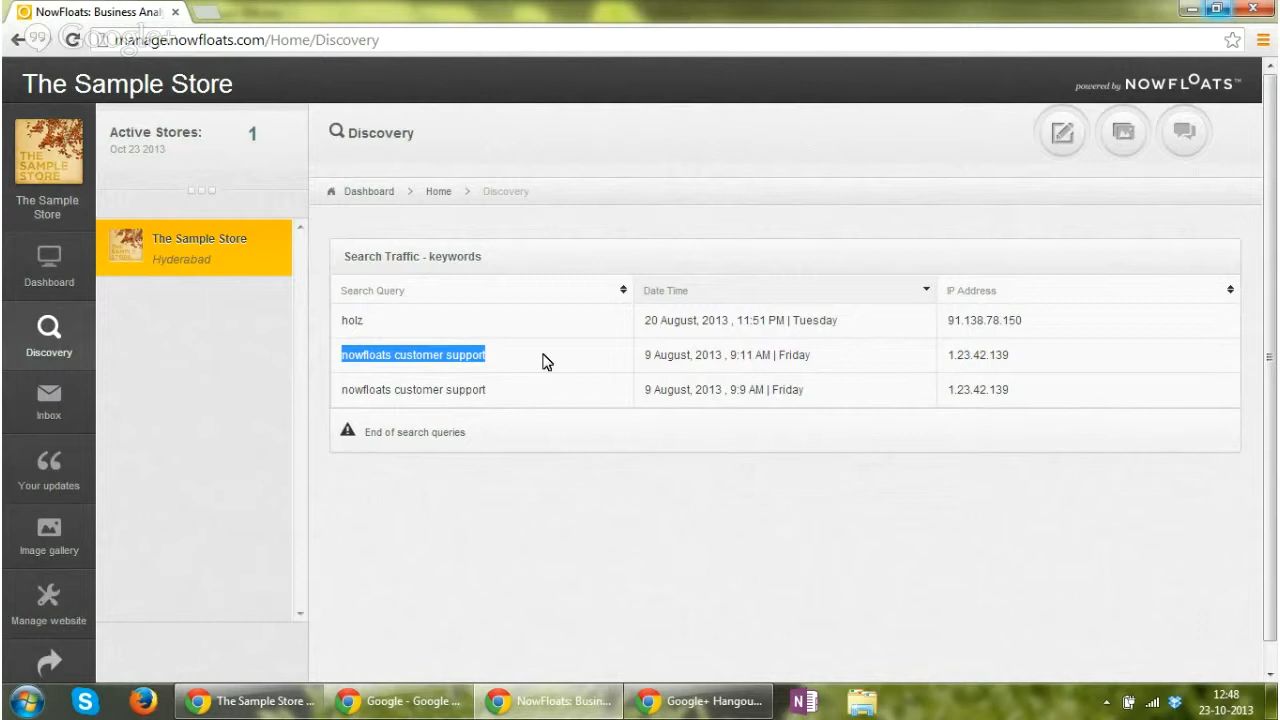 NowFloats: Business Anal
Google+
manage.nowfloats.com/Home/Discovery
The Sample Store
powered by NOWFLOATS™
THE SAMPLE STORE
The Sample
Store
Dashboard
Discovery
Inbox
Your updates
Image gallery
Manage website
Active Stores: 1
Oct 23 2013
The Sample Store
Hyderabad
Discovery
Dashboard > Home > Discovery
Search Traffic - keywords
Search Query Date Time IP Address
holz 20 August, 2013 , 11:51 PM | Tuesday 91.138.78.150
nowfloats customer support 9 August, 2013 , 9:11 AM | Friday 1.23.42.139
nowfloats customer support 9 August, 2013 , 9:9 AM | Friday 1.23.42.139
End of search queries
The Sample Store ... Google - Google ... NowFloats: Busin... Google+ Hangou...
12:48
23-10-2013